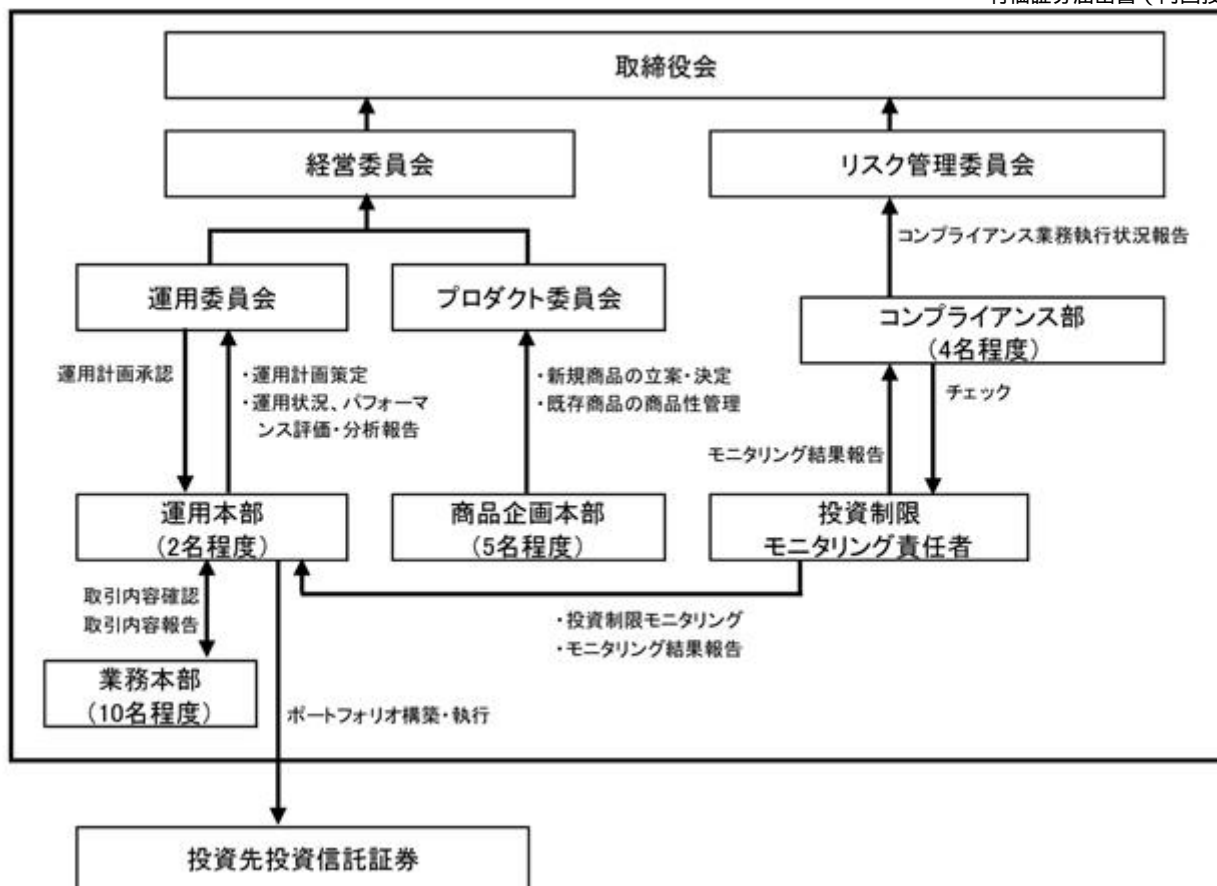 取締役会
経営委員会
リスク管理委員会
コンプライアンス業務執行状況報告
運用委員会
プロダクト委員会
コンプライアンス部
(4名程度)
運用計画承認
・運用計画策定
・運用状況、パフォーマ
ンス評価・分析報告
・新規商品の立案・決定
・既存商品の商品性管理
チェック
モニタリング結果報告
運用本部
(2名程度)
商品企画本部
(5名程度)
投資制限
モニタリング責任者
取引内容確認
取引内容報告
・投資制限モニタリング
・モニタリング結果報告
業務本部
(10名程度)
ポートフォリオ構築・執行
投資先投資信託証券